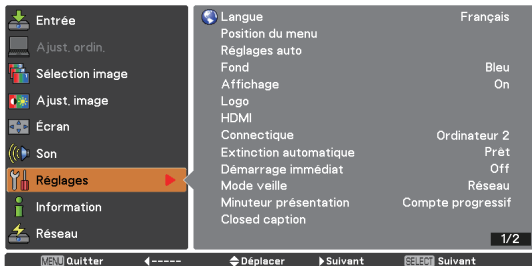 Entrée
Ajust. ordin.
Sélection image
Ajust. image
Écran
Son
Réglages
Information
Réseau
Langue Français
Position du menu
Réglages auto
Fond Bleu
Affichage On
Logo
HDMI
Connectique Ordinateur 2
Extinction automatique Prêt
Démarrage immédiat Off
Mode veille Réseau
Minuteur présentation Compte progressif
Closed caption
1/2
MENU Quitter ◀----- Déplacer ▶Suivant SELECT Suivant